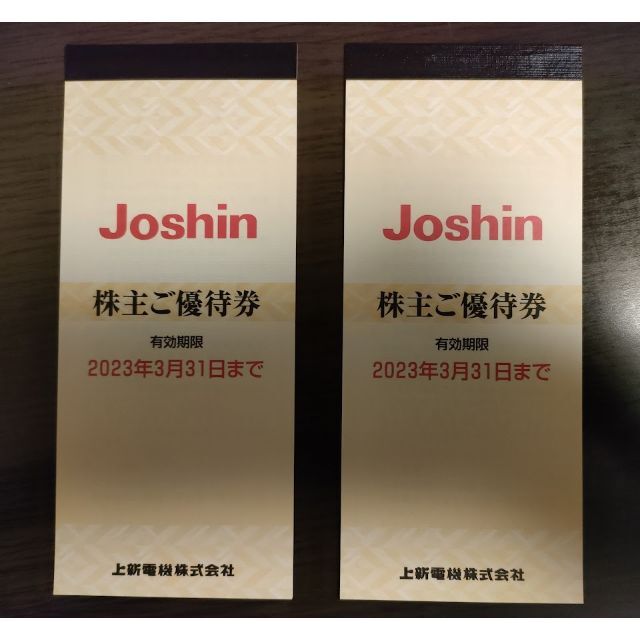 Joshin
株主ご優待券
有効期限
2023年3月31日まで
上新電機株式会社
Joshin
株主ご優待券
有効期限
2023年3月31日まで
上新電機株式会社